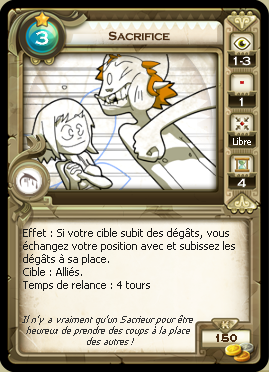 3
SACRIFICE
1-3
1
Libre
4
Effet : Si votre cible subit des dégâts, vous
échangez votre position avec et subissez les
dégâts à sa place.
Cible : Alliés.
Temps de relance : 4 tours
Il n'y a vraiment qu'un Sacrieur pour être
heureux de prendre des coups à la place
des autres !
K
150